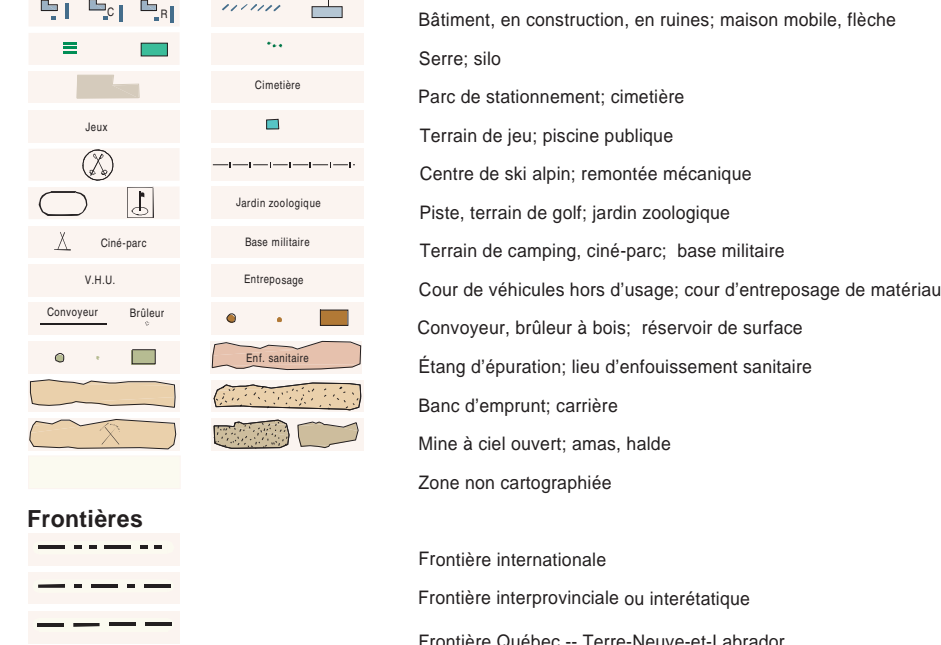 C R Bâtiment, en construction, en ruines; maison mobile, flèche
Serre; silo
Cimetière Parc de stationnement; cimetière
Jeux Terrain de jeu; piscine publique
Centre de ski alpin; remontée mécanique
Jardin zoologique Piste, terrain de golf; jardin zoologique
Ciné-parc Base militaire Terrain de camping, ciné-parc; base militaire
V.H.U. Entreposage Cour de véhicules hors d'usage; cour d'entreposage de matériau
Convoyeur Brûleur Convoyeur, brûleur à bois; réservoir de surface
Enf. sanitaire Étang d'épuration; lieu d'enfouissement sanitaire
Banc d'emprunt; carrière
Mine à ciel ouvert; amas, halde
Zone non cartographiée
Frontières
Frontière internationale
Frontière interprovinciale ou interétatique
Frontière Québec -- Terre-Neuve-et-Labrador